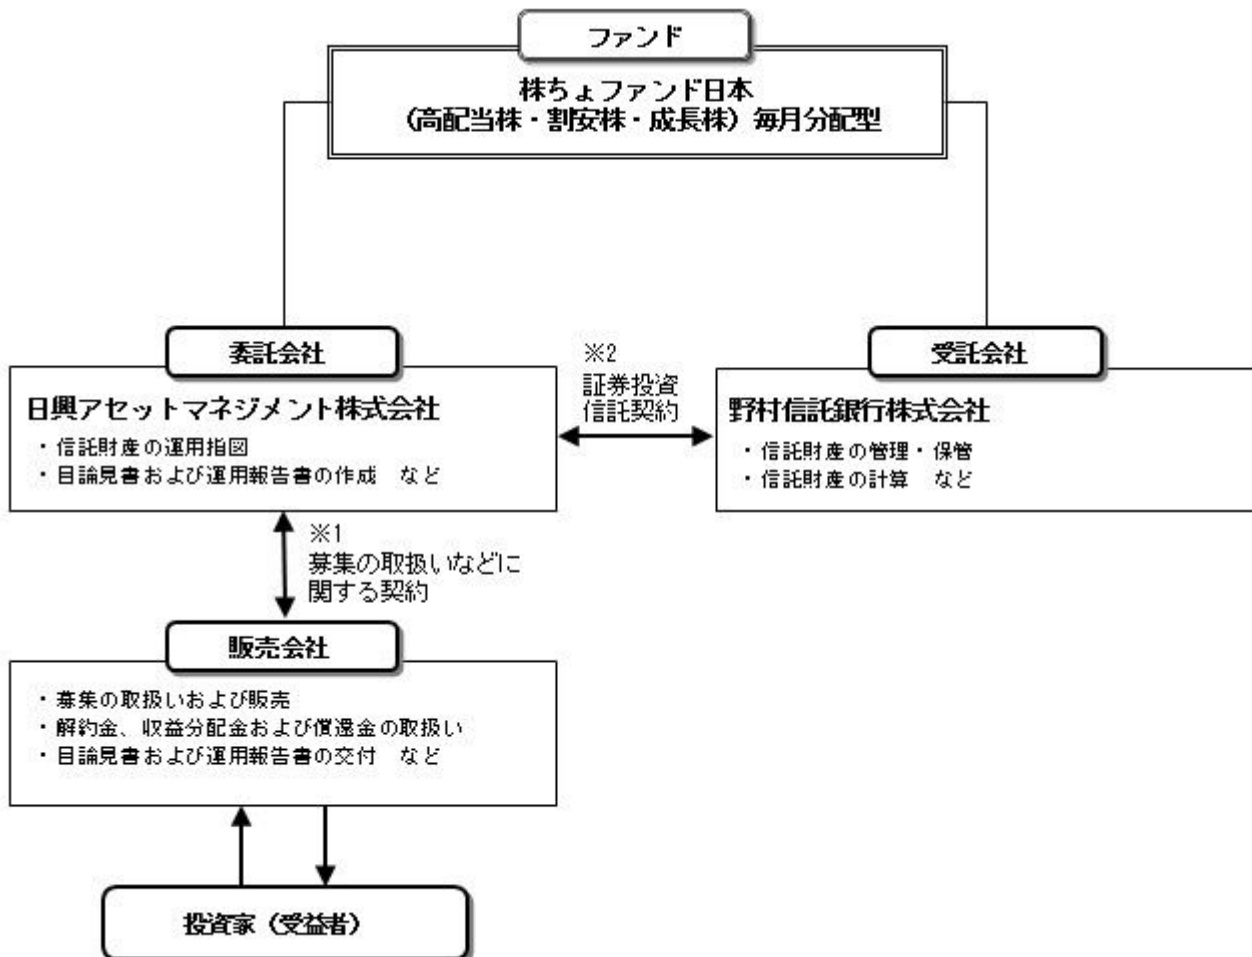 ファンド
株ちょファンド日本
(高配当株・割安株・成長株) 毎月分配型
委託会社
日興アセットマネジメント株式会社
・信託財産の運用指図
・目論見書および運用報告書の作成　など
※2
証券投資
信託契約
受託会社
野村信託銀行株式会社
・信託財産の管理・保管
・信託財産の計算　など
※1
募集の取扱いなどに
関する契約
販売会社
・募集の取扱いおよび販売
・解約金、収益分配金および償還金の取扱い
・目論見書および運用報告書の交付　など
投資家（受益者）